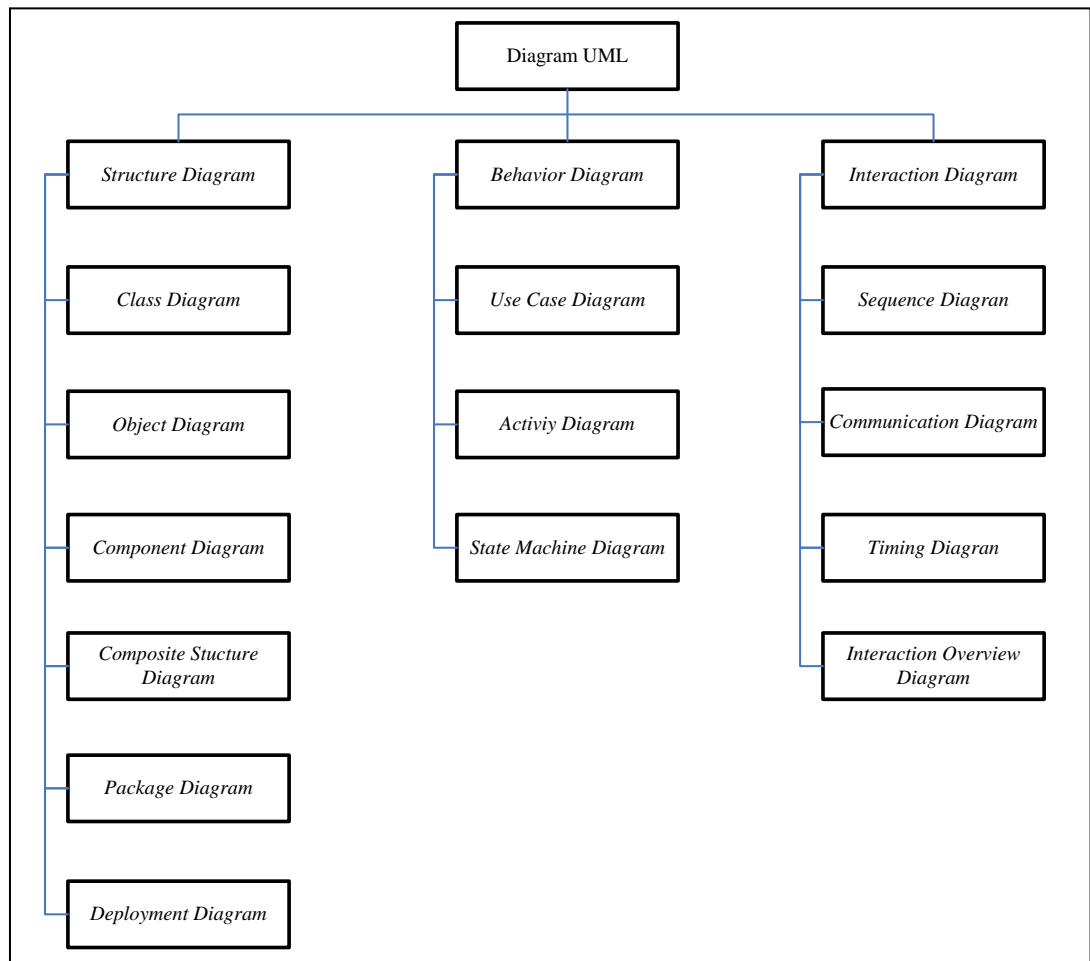 Diagram UML
Structure Diagram
Behavior Diagram
Interaction Diagram
Class Diagram
Use Case Diagram
Sequence Diagran
Object Diagram
Activiy Diagram
Communication Diagram
Component Diagram
State Machine Diagram
Timing Diagran
Composite Stucture
Diagram
Interaction Overview
Diagram
Package Diagram
Deployment Diagram